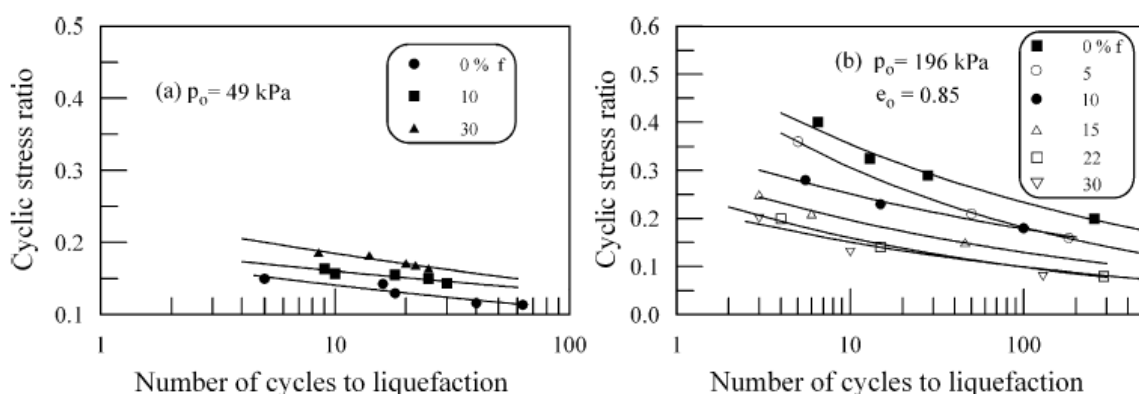 0.5
0.4
0.3
0.2
0.1
Cyclic stress ratio
(a) pₒ= 49 kPa
0 % f
10
30
1
10
100
Number of cycles to liquefaction
0.6
0.5
0.4
0.3
0.2
0.1
0.0
Cyclic stress ratio
(b) pₒ= 196 kPa
eₒ = 0.85
0 % f
5
10
15
22
30
1
10
100
Number of cycles to liquefaction